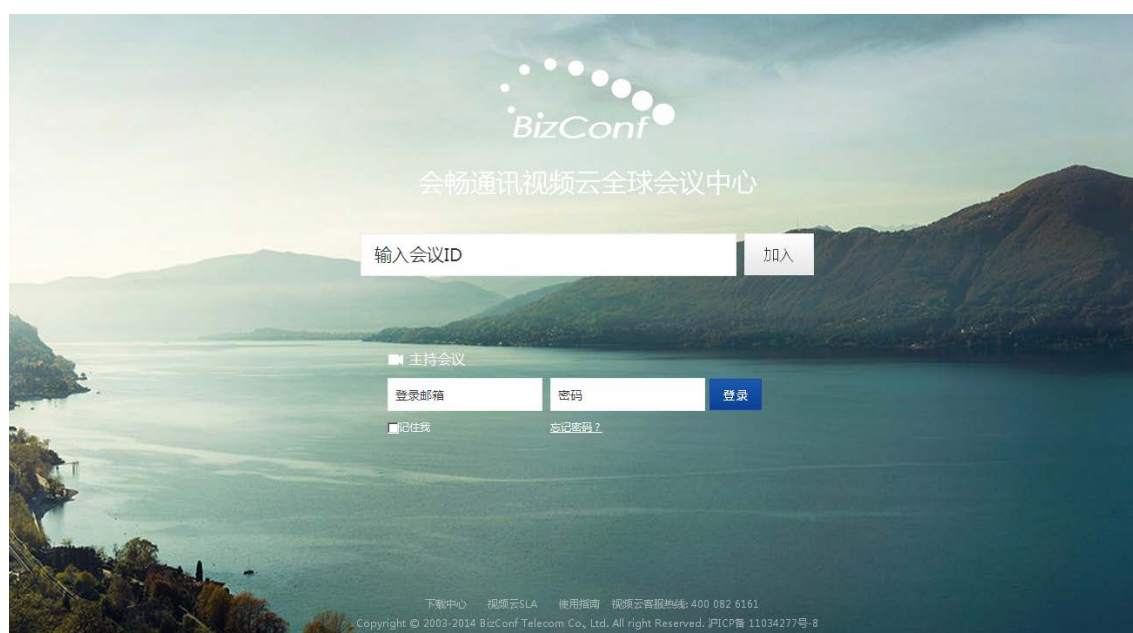 BizConf
会畅通讯视频云全球会议中心
输入会议ID 加入
主持会议
登录邮箱 密码 登录
记住我 忘记密码？
下载中心 视频云SLA 使用指南 视频云客服热线: 400 082 6161
Copyright © 2003-2014 BizConf Telecom Co., Ltd. All right Reserved. 沪ICP备 11034277号-8